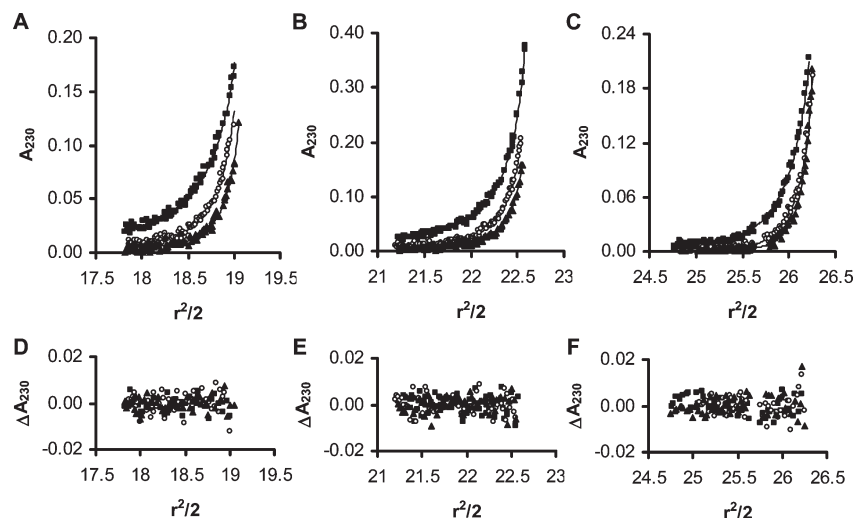 A
B
C
0.20
0.15
0.10
0.05
0.00
A230
17.5 18 18.5 19 19.5
r²/2
0.40
0.30
0.20
0.10
0.00
A230
21 21.5 22 22.5 23
r²/2
0.24
0.18
0.12
0.06
0.00
A230
24.5 25 25.5 26 26.5
r²/2
D
E
F
0.02
0.00
-0.02
ΔA230
17.5 18 18.5 19 19.5
r²/2
0.02
0.00
-0.02
ΔA230
21 21.5 22 22.5 23
r²/2
0.02
0.00
-0.02
ΔA230
24.5 25 25.5 26 26.5
r²/2